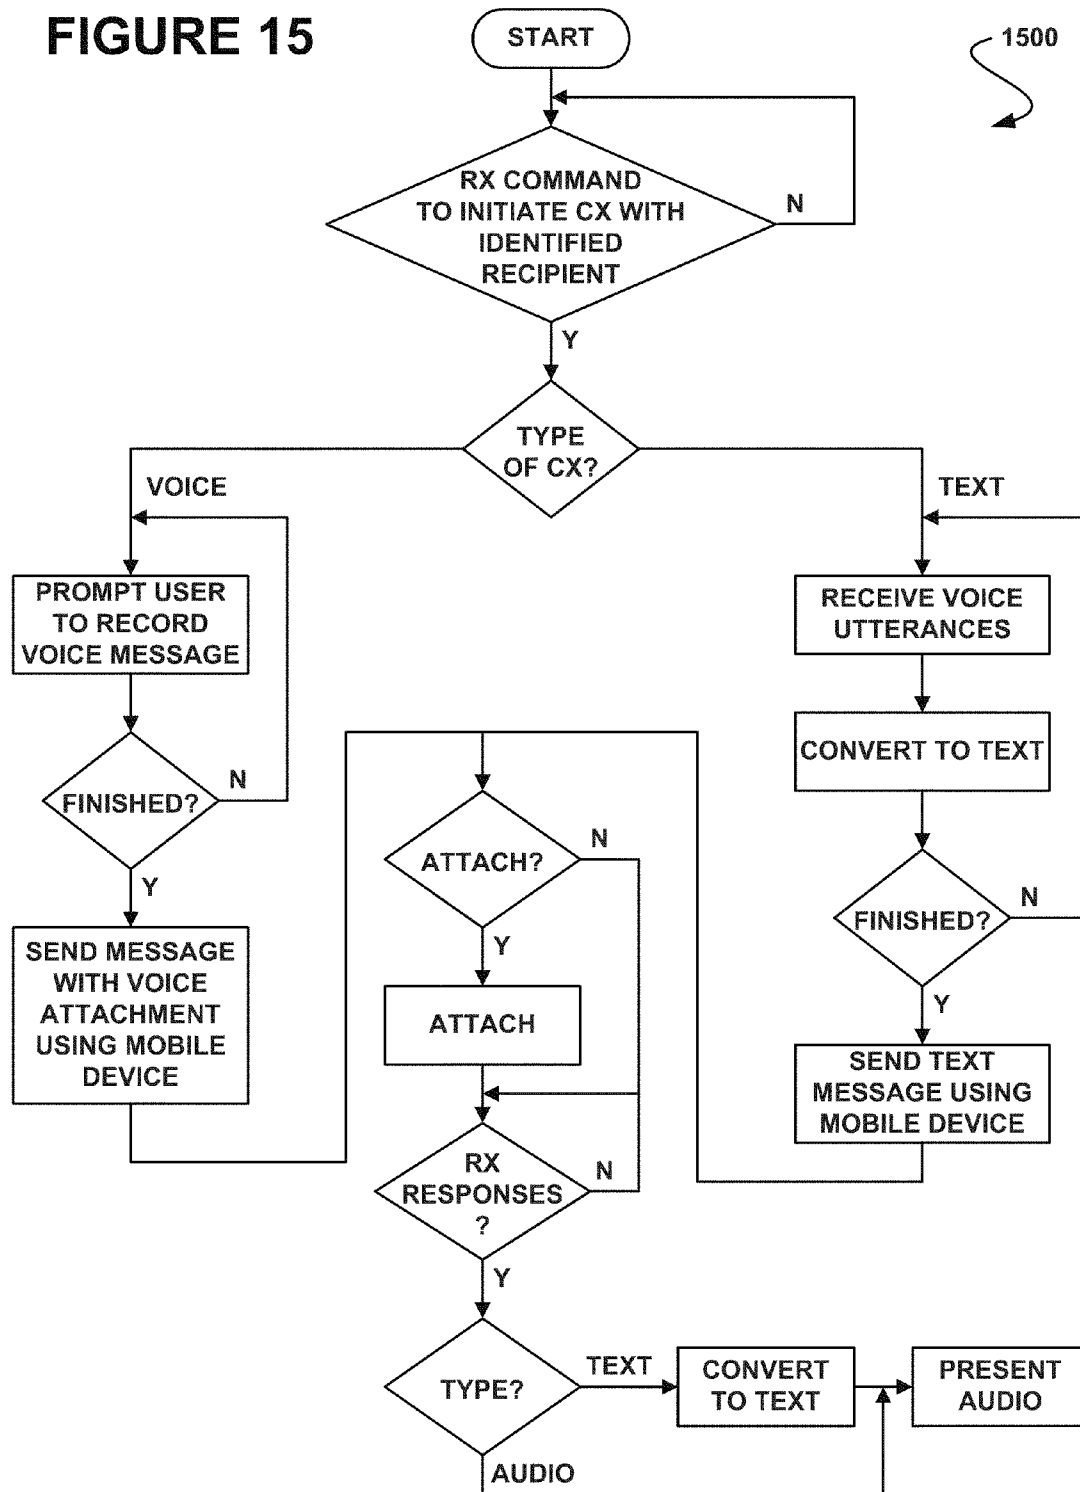 FIGURE 15
START
1500
RX COMMAND
TO INITIATE CX WITH
IDENTIFIED
RECIPIENT
N
Y
TYPE
OF CX?
VOICE
TEXT
PROMPT USER
TO RECORD
VOICE MESSAGE
RECEIVE VOICE
UTTERANCES
CONVERT TO TEXT
FINISHED?
N
Y
ATTACH?
N
Y
FINISHED?
N
Y
SEND MESSAGE
WITH VOICE
ATTACHMENT
USING MOBILE
DEVICE
ATTACH
SEND TEXT
MESSAGE USING
MOBILE DEVICE
RX
RESPONSES
?
N
Y
TYPE?
TEXT
CONVERT
TO TEXT
PRESENT
AUDIO
AUDIO